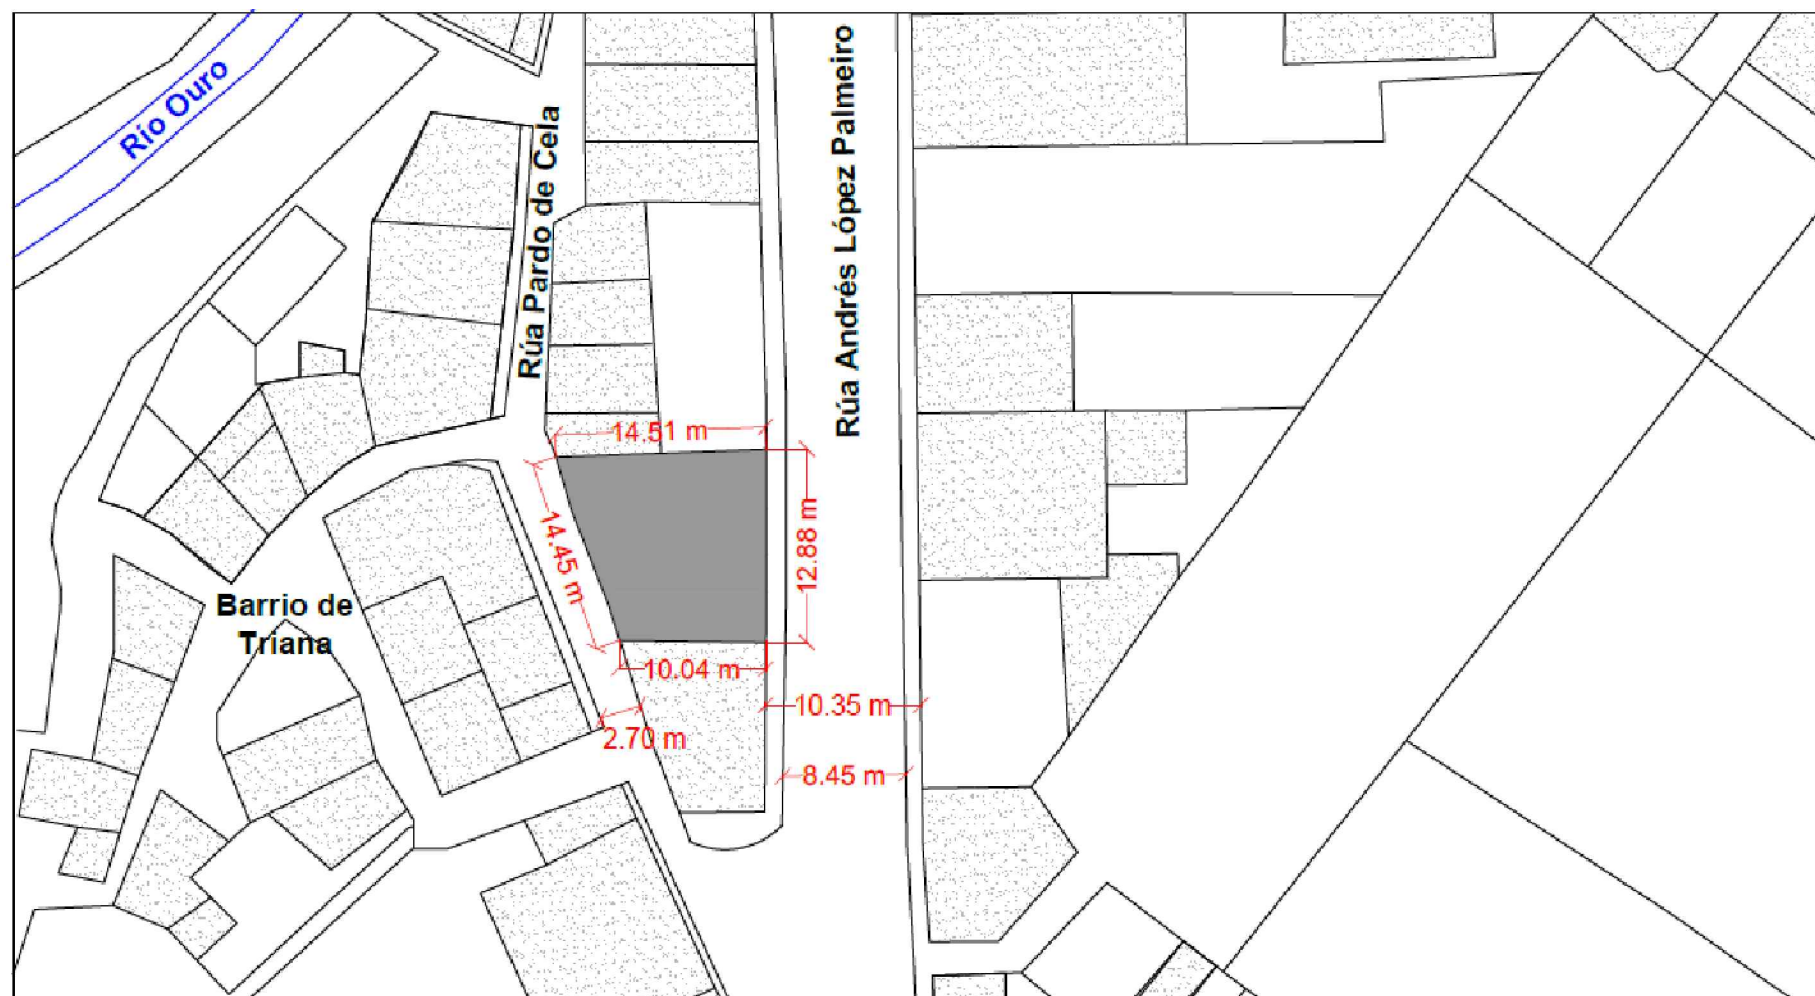 Río Ouro
Rúa Pardo de Cela
Rúa Andrés López Palmeiro
14.51 m
14.45 m
12.88 m
Barrio de
Triana
10.04 m
10.35 m
2.70 m
8.45 m